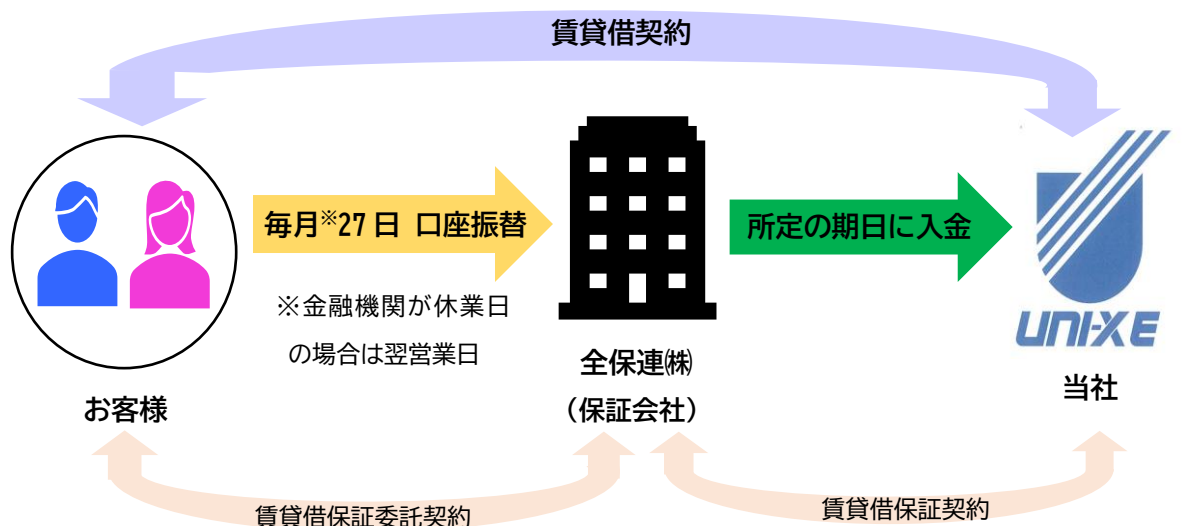 賃貸借契約
毎月※27日 口座振替
所定の期日に入金
※金融機関が休業日
の場合は翌営業日
UNI-XE
お客様
全保連㈱
（保証会社）
当社
賃貸借保証委託契約
賃貸借保証契約